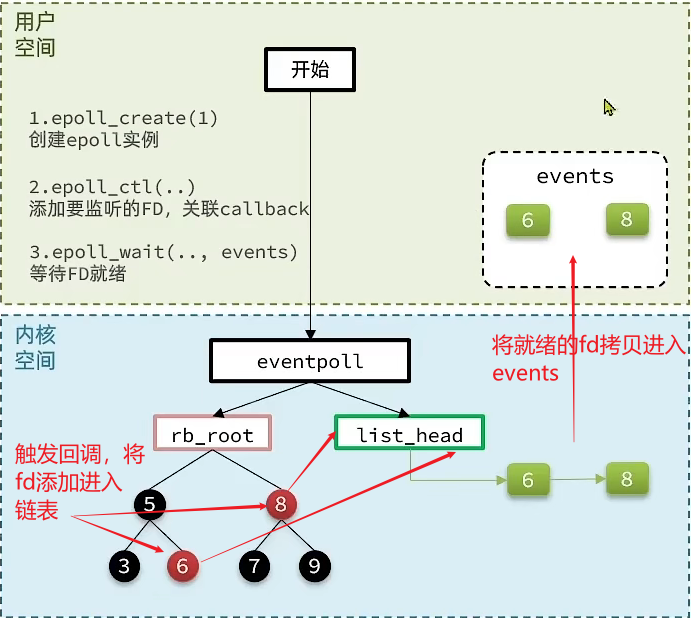 用户
空间
开始
1.epoll_create(1)
创建epoll实例
2.epoll_ctl(..)
添加要监听的FD，关联callback
3.epoll_wait(.., events)
等待FD就绪
events
6
8
内核
空间
eventpoll
将就绪的fd拷贝进入
events
rb_root
list_head
触发回调，将
fd添加进入
链表
5
8
6
8
3
6
7
9